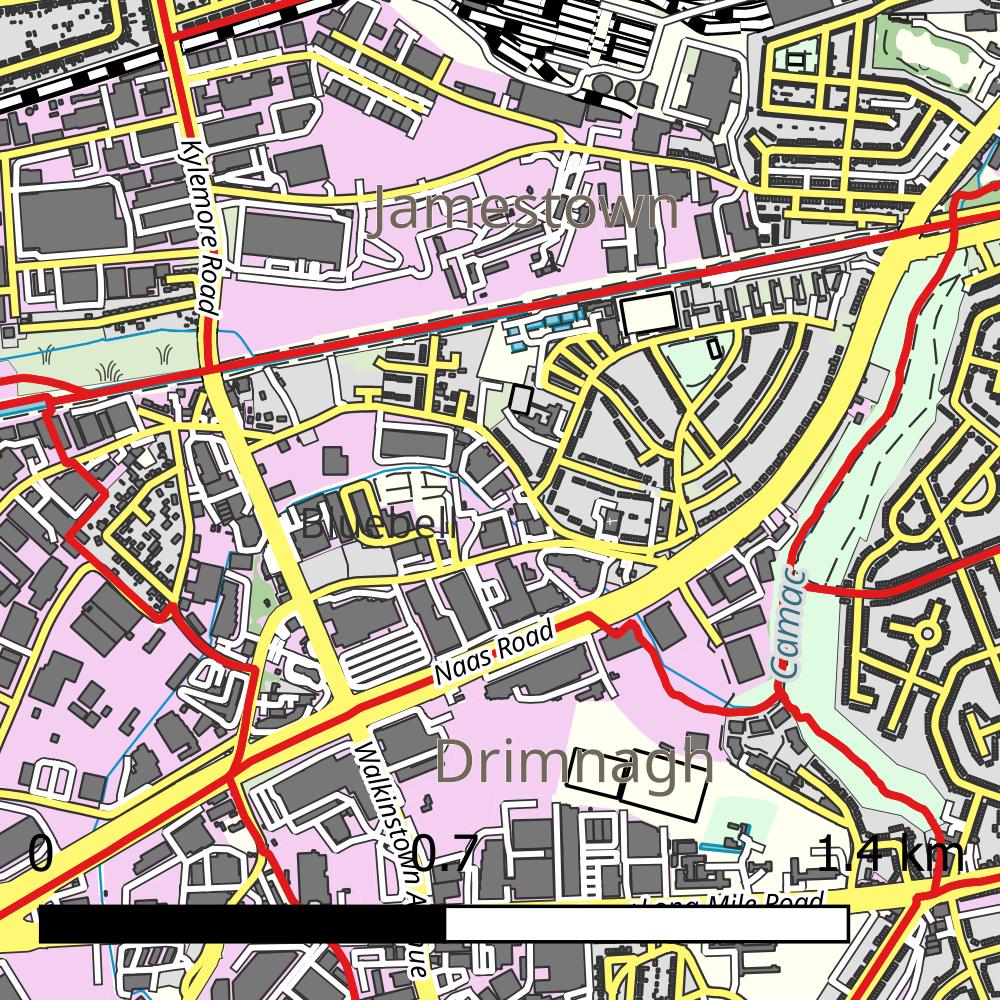 Kylemore Road
Jamestown
Bluebell
Camac
Naas Road
Drimnagh
Walkinstown Avenue
0 0.7 1.4 km
Long Mile Road